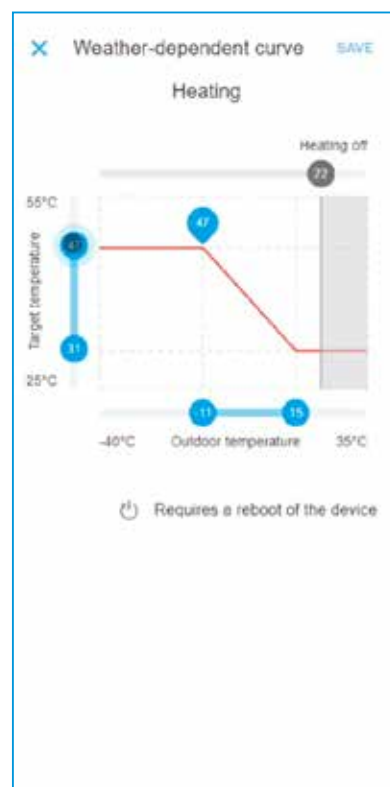 Weather-dependent curve SAVE
Heating
Heating off
22
55°C
47
47
Target temperature
31
25°C
-11 15
-40°C Outdoor temperature 35°C
Requires a reboot of the device